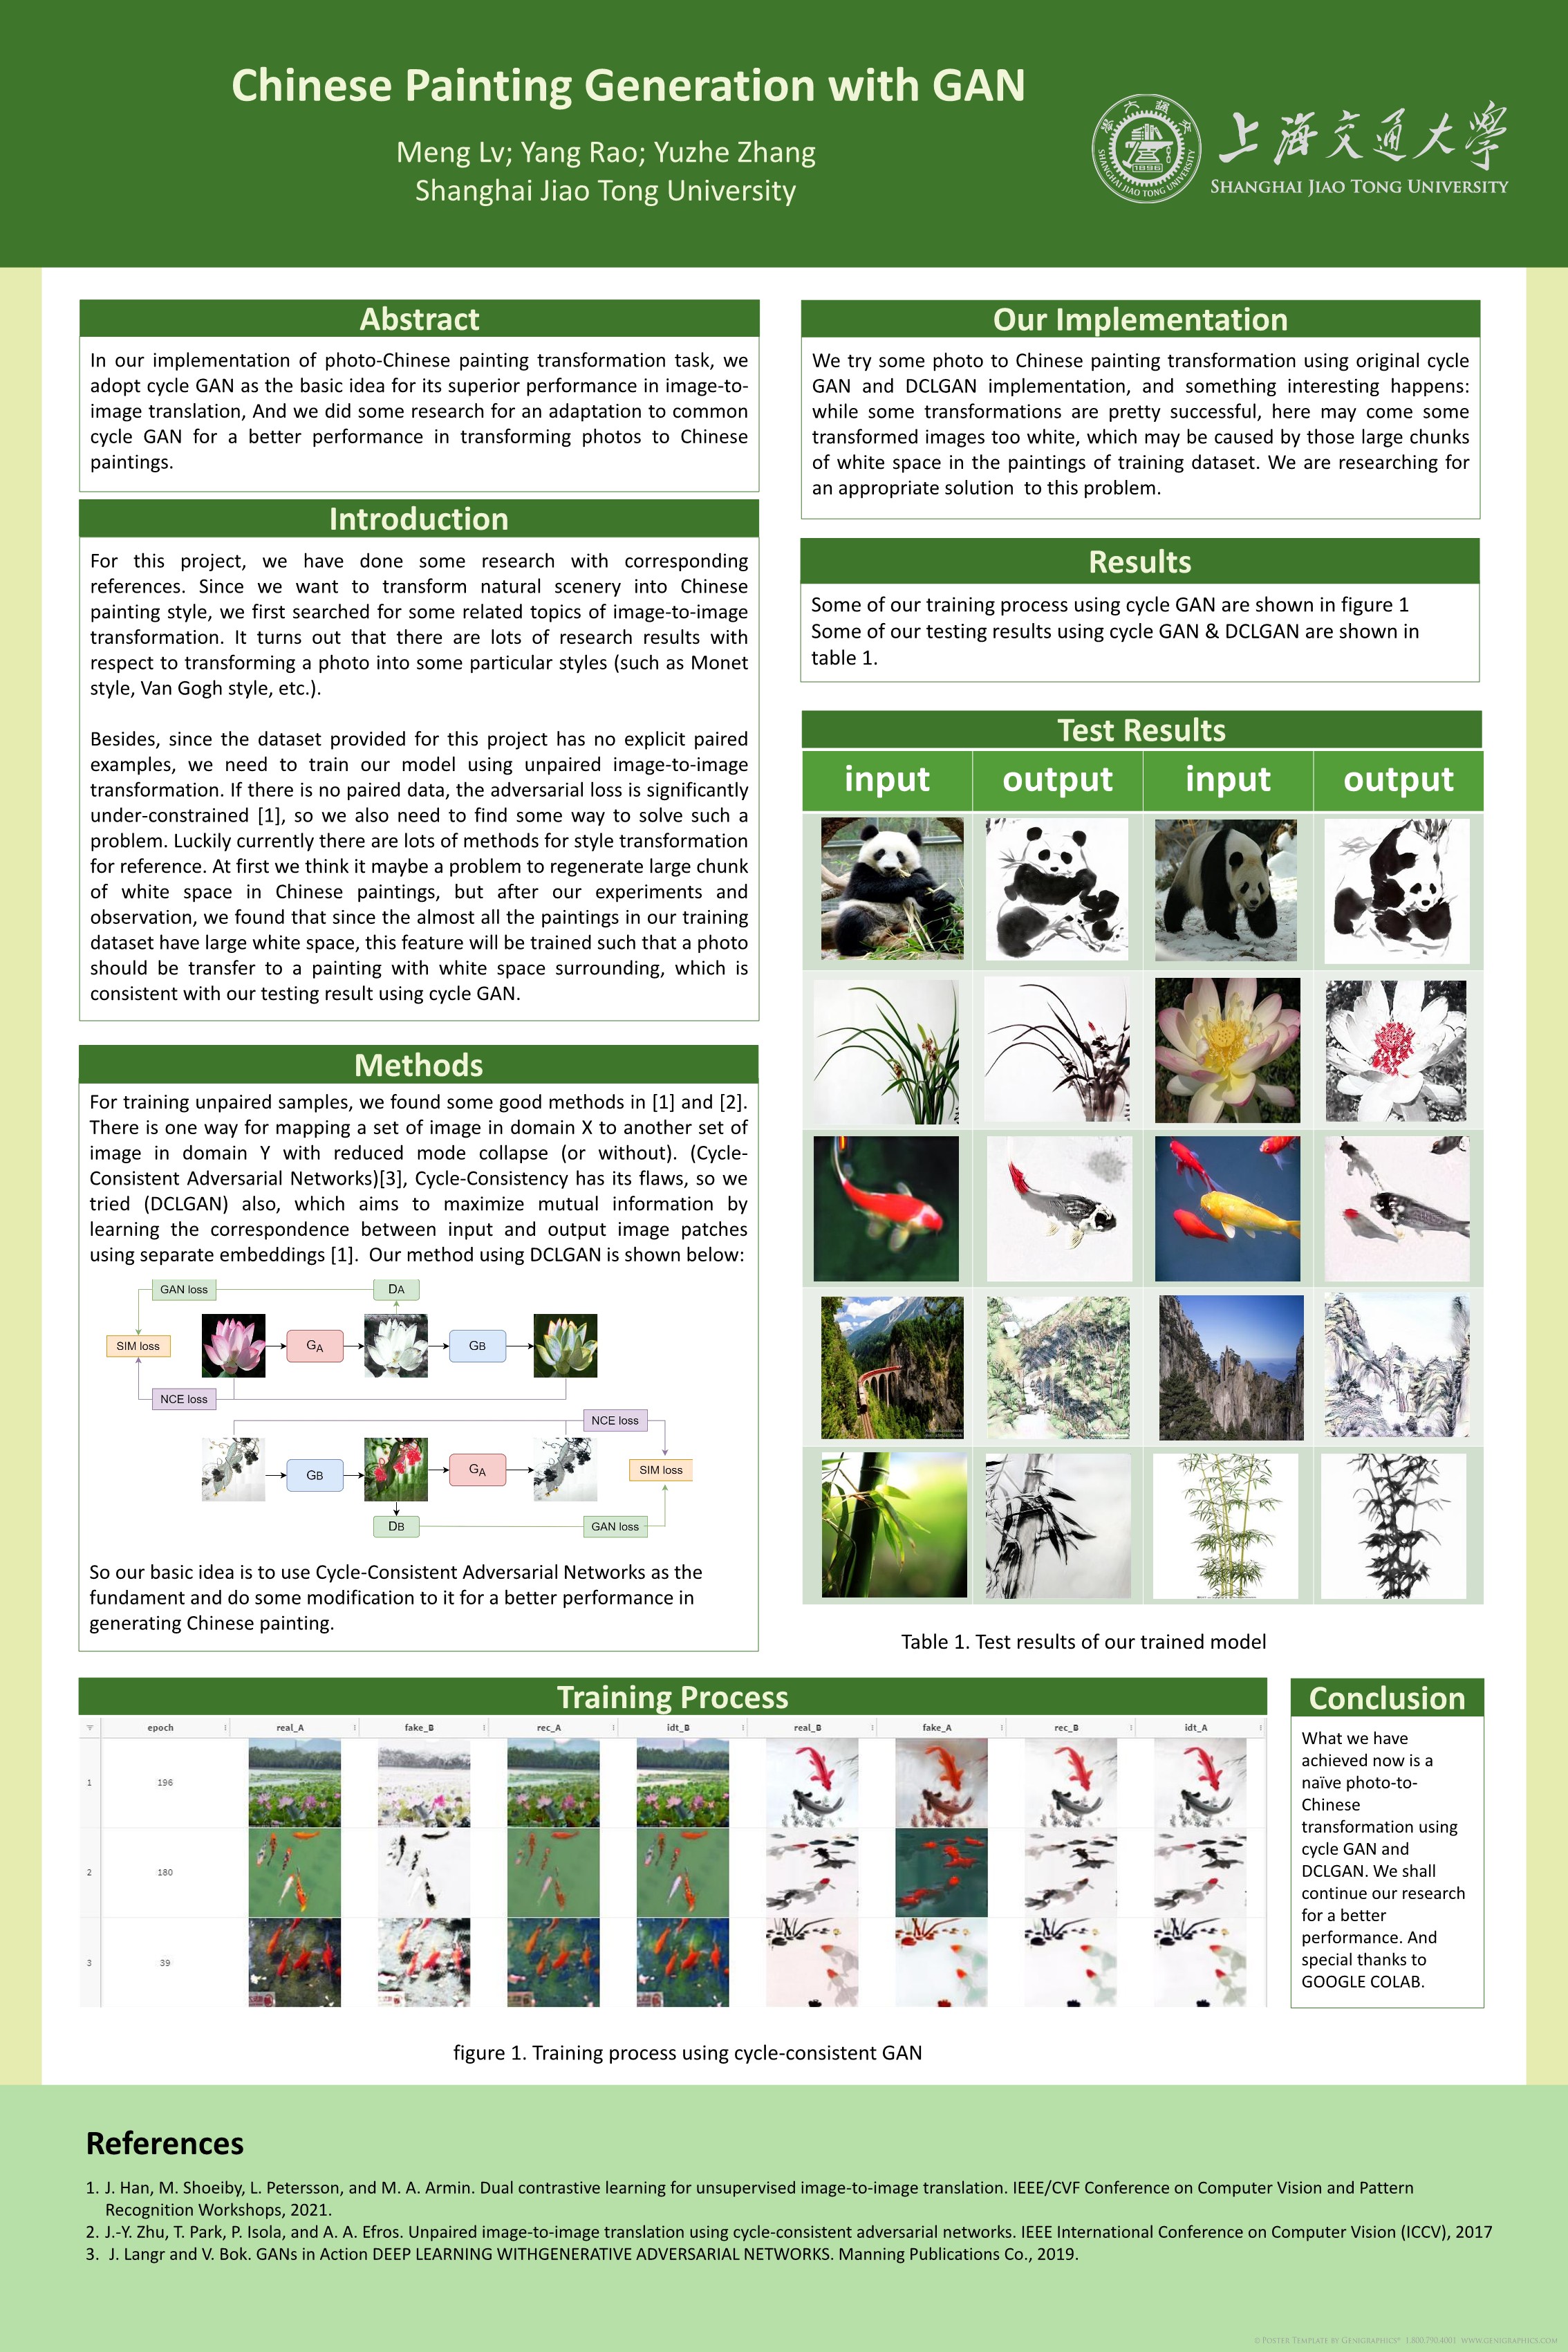 Chinese Painting Generation with GAN
Meng Lv; Yang Rao; Yuzhe Zhang
Shanghai Jiao Tong University
上海交通大學
SHANGHAI JIAO TONG UNIVERSITY
1896
SHANGHAI JIAO TONG UNIVERSITY
Abstract
In our implementation of photo-Chinese painting transformation task, we
adopt cycle GAN as the basic idea for its superior performance in image-to-
image translation, And we did some research for an adaptation to common
cycle GAN for a better performance in transforming photos to Chinese
paintings.
Introduction
For this project, we have done some research with corresponding
references. Since we want to transform natural scenery into Chinese
painting style, we first searched for some related topics of image-to-image
transformation. It turns out that there are lots of research results with
respect to transforming a photo into some particular styles (such as Monet
style, Van Gogh style, etc.).
Besides, since the dataset provided for this project has no explicit paired
examples, we need to train our model using unpaired image-to-image
transformation. If there is no paired data, the adversarial loss is significantly
under-constrained [1], so we also need to find some way to solve such a
problem. Luckily currently there are lots of methods for style transformation
for reference. At first we think it maybe a problem to regenerate large chunk
of white space in Chinese paintings, but after our experiments and
observation, we found that since the almost all the paintings in our training
dataset have large white space, this feature will be trained such that a photo
should be transfer to a painting with white space surrounding, which is
consistent with our testing result using cycle GAN.
Methods
For training unpaired samples, we found some good methods in [1] and [2].
There is one way for mapping a set of image in domain X to another set of
image in domain Y with reduced mode collapse (or without). (Cycle-
Consistent Adversarial Networks)[3], Cycle-Consistency has its flaws, so we
tried (DCLGAN) also, which aims to maximize mutual information by
learning the correspondence between input and output image patches
using separate embeddings [1].  Our method using DCLGAN is shown below:
GAN loss
DA
SIM loss
GA
GB
NCE loss
NCE loss
GB
GA
SIM loss
DB
GAN loss
So our basic idea is to use Cycle-Consistent Adversarial Networks as the
fundament and do some modification to it for a better performance in
generating Chinese painting.
Our Implementation
We try some photo to Chinese painting transformation using original cycle
GAN and DCLGAN implementation, and something interesting happens:
while some transformations are pretty successful, here may come some
transformed images too white, which may be caused by those large chunks
of white space in the paintings of training dataset. We are researching for
an appropriate solution  to this problem.
Results
Some of our training process using cycle GAN are shown in figure 1
Some of our testing results using cycle GAN & DCLGAN are shown in
table 1.
Test Results
input output input output
Table 1. Test results of our trained model
Training Process
epoch real_A fake_B rec_A idt_B real_B fake_A rec_B idt_A
1 196
2 180
3 39
figure 1. Training process using cycle-consistent GAN
Conclusion
What we have
achieved now is a
naïve photo-to-
Chinese
transformation using
cycle GAN and
DCLGAN. We shall
continue our research
for a better
performance. And
special thanks to
GOOGLE COLAB.
References
1. J. Han, M. Shoeiby, L. Petersson, and M. A. Armin. Dual contrastive learning for unsupervised image-to-image translation. IEEE/CVF Conference on Computer Vision and Pattern
Recognition Workshops, 2021.
2. J.-Y. Zhu, T. Park, P. Isola, and A. A. Efros. Unpaired image-to-image translation using cycle-consistent adversarial networks. IEEE International Conference on Computer Vision (ICCV), 2017
3.  J. Langr and V. Bok. GANs in Action DEEP LEARNING WITHGENERATIVE ADVERSARIAL NETWORKS. Manning Publications Co., 2019.
© POSTER TEMPLATE BY GENIGRAPHICS® 1.800.790.4001 WWW.GENIGRAPHICS.COM